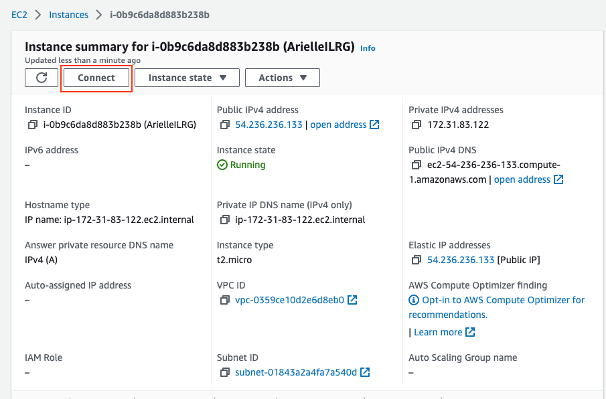 EC2 > Instances > i-0b9c6da8d883b238b
Instance summary for i-0b9c6da8d883b238b (ArielleILRG) Info
Updated less than a minute ago
Connect Instance state ▼ Actions ▼
Instance ID
i-0b9c6da8d883b238b (ArielleILRG)
Public IPv4 address
54.236.236.133 | open address
Private IPv4 addresses
172.31.83.122
IPv6 address
–
Instance state
Running
Public IPv4 DNS
ec2-54-236-236-133.compute-
1.amazonaws.com | open address
Hostname type
IP name: ip-172-31-83-122.ec2.internal
Private IP DNS name (IPv4 only)
ip-172-31-83-122.ec2.internal
Answer private resource DNS name
IPv4 (A)
Instance type
t2.micro
Elastic IP addresses
54.236.236.133 [Public IP]
Auto-assigned IP address
–
VPC ID
vpc-0359ce10d2e6d8eb0
AWS Compute Optimizer finding
Opt-in to AWS Compute Optimizer for
recommendations.
| Learn more
IAM Role
–
Subnet ID
subnet-01843a2a4fa7a540d
Auto Scaling Group name
–